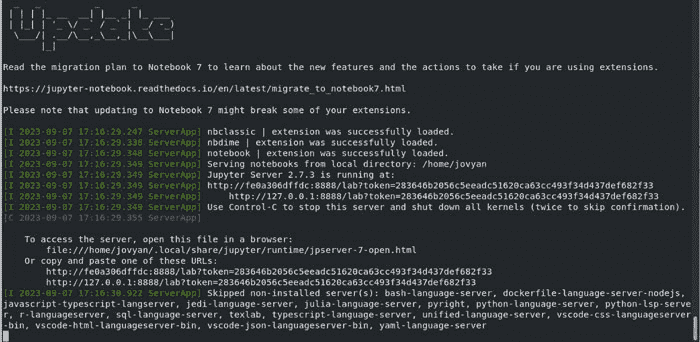 Update
Read the migration plan to Notebook 7 to learn about the new features and the actions to take if you are using extensions.
https://jupyter-notebook.readthedocs.io/en/latest/migrate_to_notebook7.html
Please note that updating to Notebook 7 might break some of your extensions.
[I 2023-09-07 17:16:29.247 ServerApp] nbclassic | extension was successfully loaded.
[I 2023-09-07 17:16:29.338 ServerApp] nbdime | extension was successfully loaded.
[I 2023-09-07 17:16:29.348 ServerApp] notebook | extension was successfully loaded.
[I 2023-09-07 17:16:29.349 ServerApp] Serving notebooks from local directory: /home/jovyan
[I 2023-09-07 17:16:29.349 ServerApp] Jupyter Server 2.7.3 is running at:
[I 2023-09-07 17:16:29.349 ServerApp] http://fe0a306dffdc:8888/lab?token=283646b2056c5eeadc51620ca63cc493f34d437def682f33
[I 2023-09-07 17:16:29.349 ServerApp]     http://127.0.0.1:8888/lab?token=283646b2056c5eeadc51620ca63cc493f34d437def682f33
[I 2023-09-07 17:16:29.349 ServerApp] Use Control-C to stop this server and shut down all kernels (twice to skip confirmation).
[C 2023-09-07 17:16:29.355 ServerApp]
To access the server, open this file in a browser:
file:///home/jovyan/.local/share/jupyter/runtime/jpserver-7-open.html
Or copy and paste one of these URLs:
http://fe0a306dffdc:8888/lab?token=283646b2056c5eeadc51620ca63cc493f34d437def682f33
http://127.0.0.1:8888/lab?token=283646b2056c5eeadc51620ca63cc493f34d437def682f33
[I 2023-09-07 17:16:30.922 ServerApp] Skipped non-installed server(s): bash-language-server, dockerfile-language-server-nodejs,
javascript-typescript-langserver, jedi-language-server, julia-language-server, pyright, python-language-server, python-lsp-serve
r, r-languageserver, sql-language-server, texlab, typescript-language-server, unified-language-server, vscode-css-languageserver
-bin, vscode-html-languageserver-bin, vscode-json-languageserver-bin, yaml-language-server